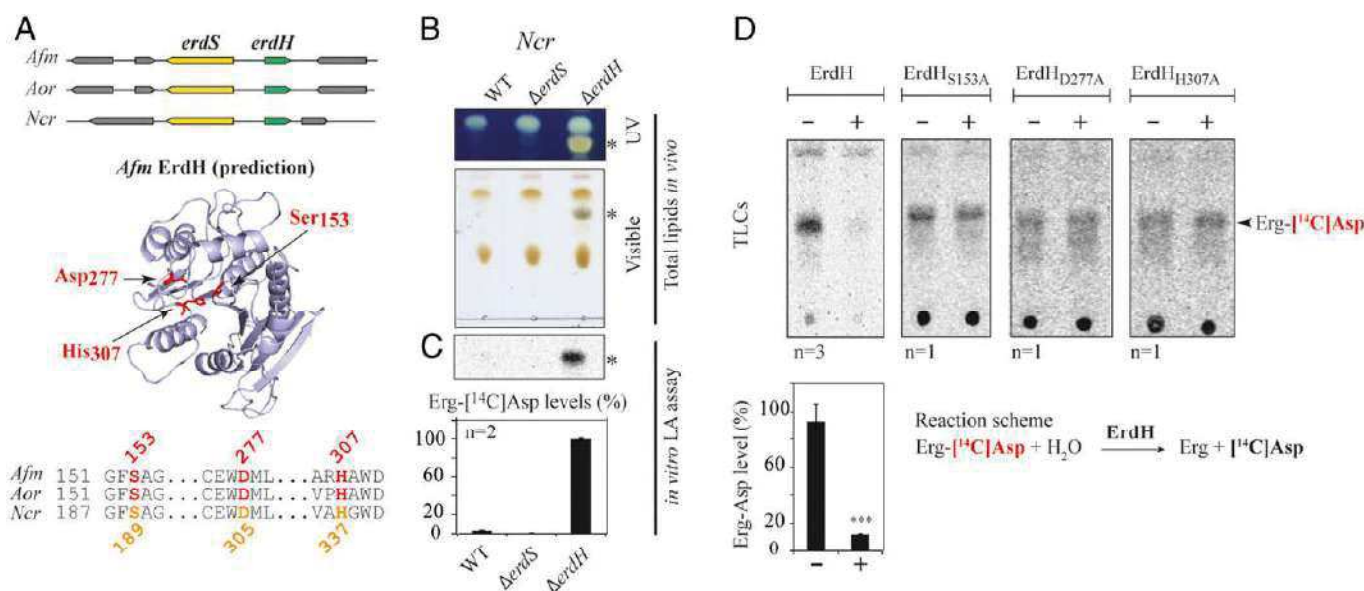 A
erdS erdH
Afm
Aor
Ncr
Afm ErdH (prediction)
Ser153
Asp277
His307
153 277 307
Afm 151 GFSAG...CEWDML...ARHAWD
Aor 151 GFSAG...CEWDML...VPHAWD
Ncr 187 GFSAG...CEWDML...VAHGWD
189 305 337
B
Ncr
WT ΔerdS ΔerdH
*
UV
*
Visible
Total lipids in vivo
C
*
Erg-[¹⁴C]Asp levels (%)
n=2
100
80
60
40
20
0
WT ΔerdS ΔerdH
in vitro LA assay
D
ErdH ErdHS153A ErdHD277A ErdHH307A
− + − + − + − +
TLCs
Erg-[¹⁴C]Asp
n=3 n=1 n=1 n=1
Erg-Asp level (%)
100
80
60
40
20
0
***
− +
Reaction scheme
Erg-[¹⁴C]Asp + H₂O ErdH → Erg + [¹⁴C]Asp